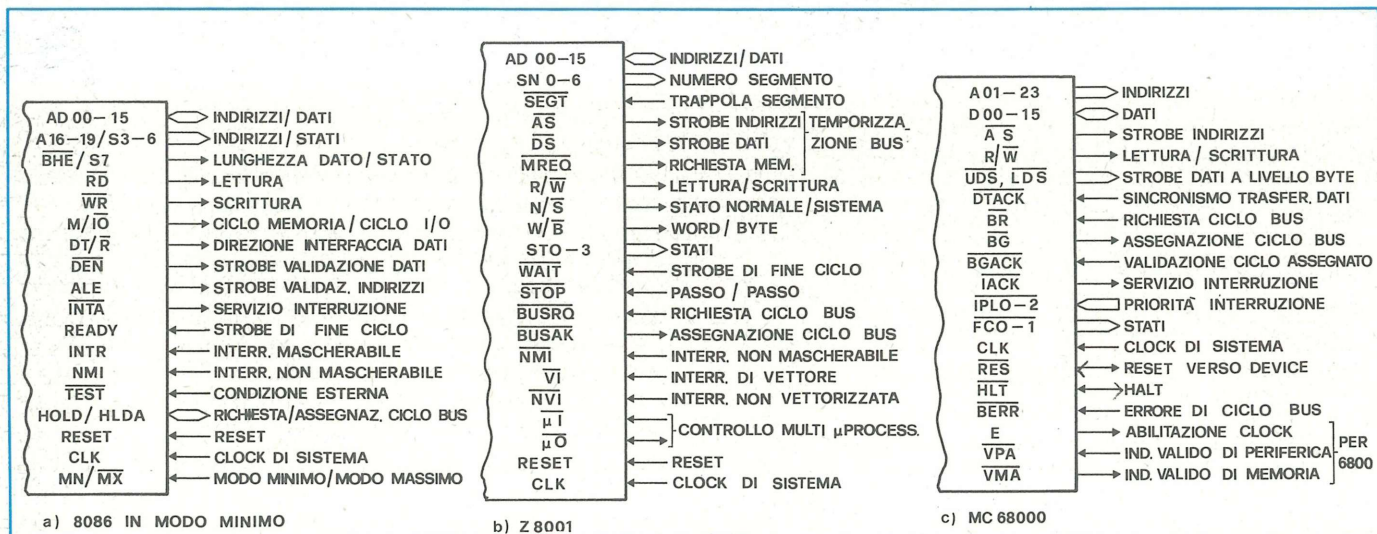 AD 00-15 INDIRIZZI/ DATI
A16-19/S3-6 INDIRIZZI/STATI
BHE/ S7 LUNGHEZZA DATO/ STATO
RD LETTURA
WR SCRITTURA
M/IO CICLO MEMORIA/ CICLO I/O
DT/R DIREZIONE INTERFACCIA DATI
DEN STROBE VALIDAZIONE DATI
ALE STROBE VALIDAZ. INDIRIZZI
INTA SERVIZIO INTERRUZIONE
READY STROBE DI FINE CICLO
INTR INTERR. MASCHERABILE
NMI INTERR. NON MASCHERABILE
TEST CONDIZIONE ESTERNA
HOLD/ HLDA RICHIESTA/ASSEGNAZ. CICLO BUS
RESET RESET
CLK CLOCK DI SISTEMA
MN/MX MODO MINIMO/MODO MASSIMO
a) 8086 IN MODO MINIMO
AD 00-15 INDIRIZZI/ DATI
SN 0-6 NUMERO SEGMENTO
SEGT TRAPPOLA SEGMENTO
AS STROBE INDIRIZZI TEMPORIZZA_
DS STROBE DATI ZIONE BUS
MREQ RICHIESTA MEM.
R/W LETTURA/SCRITTURA
N/S STATO NORMALE/SISTEMA
W/B WORD/ BYTE
STO-3 STATI
WAIT STROBE DI FINE CICLO
STOP PASSO / PASSO
BUSRQ RICHIESTA CICLO BUS
BUSAK ASSEGNAZIONE CICLO BUS
NMI INTERR. NON MASCHERABILE
VI INTERR. DI VETTORE
NVI INTERR. NON VETTORIZZATA
μI
CONTROLLO MULTI μPROCESS.
μO
RESET RESET
CLK CLOCK DI SISTEMA
b) Z 8001
A 01-23 INDIRIZZI
D 00-15 DATI
AS STROBE INDIRIZZI
R/W LETTURA / SCRITTURA
UDS, LDS STROBE DATI A LIVELLO BYTE
DTACK SINCRONISMO TRASFER. DATI
BR RICHIESTA CICLO BUS
BG ASSEGNAZIONE CICLO BUS
BGACK VALIDAZIONE CICLO ASSEGNATO
IACK SERVIZIO INTERRUZIONE
IPLO-2 PRIORITÀ INTERRUZIONE
FCO-1 STATI
CLK CLOCK DI SISTEMA
RES RESET VERSO DEVICE
HLT HALT
BERR ERRORE DI CICLO BUS
E ABILITAZIONE CLOCK
VPA IND. VALIDO DI PERIFERICA
VMA IND. VALIDO DI MEMORIA
PER
6800
c) MC 68000